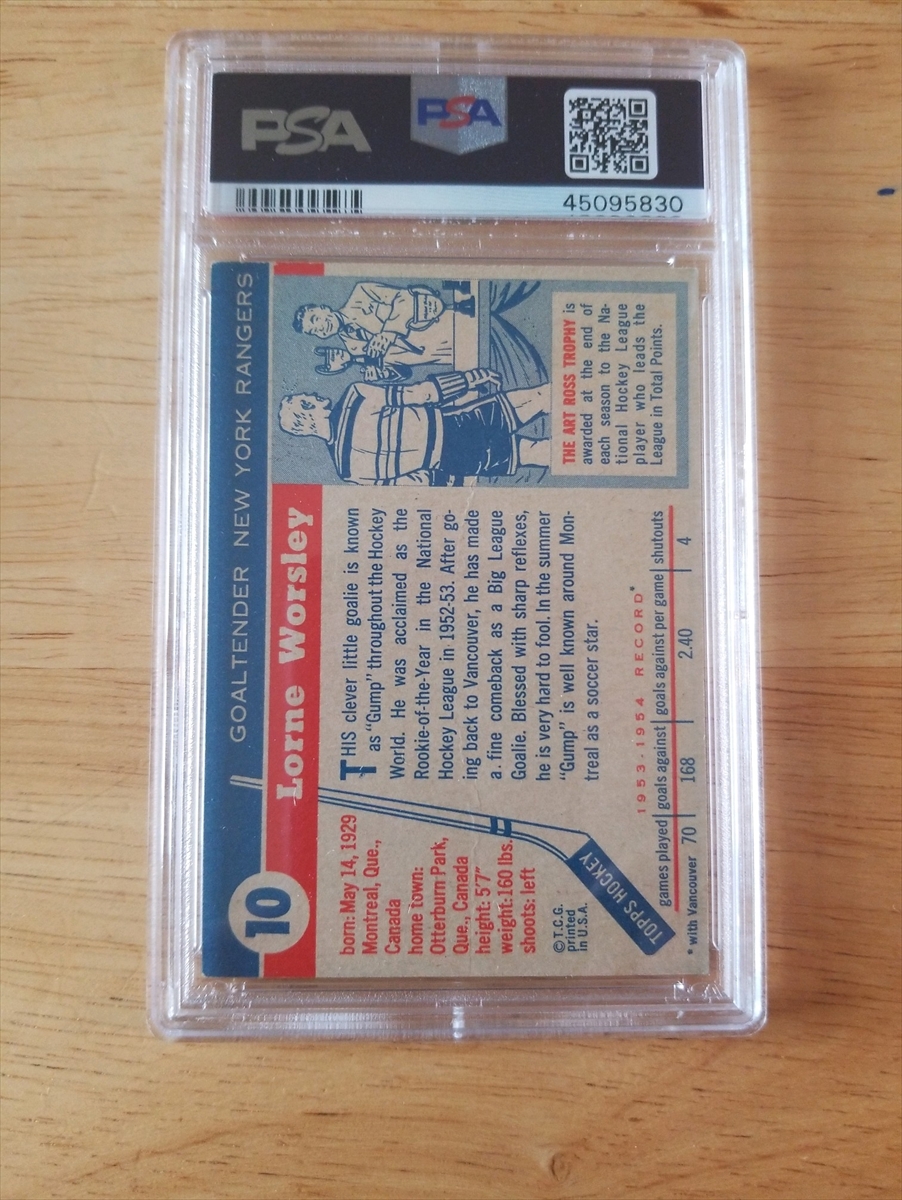 PSA
PSA
45095830
GOALTENDER NEW YORK RANGERS
10
Lorne Worsley
born: May 14, 1929
Montreal, Que.,
Canada
home town:
Otterburn Park,
Que., Canada
height: 5'7"
weight: 160 lbs.
shoots: left
© T.C.G.
printed
in U.S.A.
TOPPS HOCKEY
THIS clever little goalie is known
as "Gump" throughout the Hockey
World. He was acclaimed as the
Rookie-of-the-Year in the National
Hockey League in 1952-53. After go-
ing back to Vancouver, he has made
a fine comeback as a Big League
Goalie. Blessed with sharp reflexes,
he is very hard to fool. In the summer
"Gump" is well known around Mon-
treal as a soccer star.
THE ART ROSS TROPHY is
awarded at the end of
each season to the Na-
tional Hockey League
player who leads the
League in Total Points.
1953-1954 RECORD*
games played goals against goals against per game shutouts
70 168 2.40 4
* with Vancouver